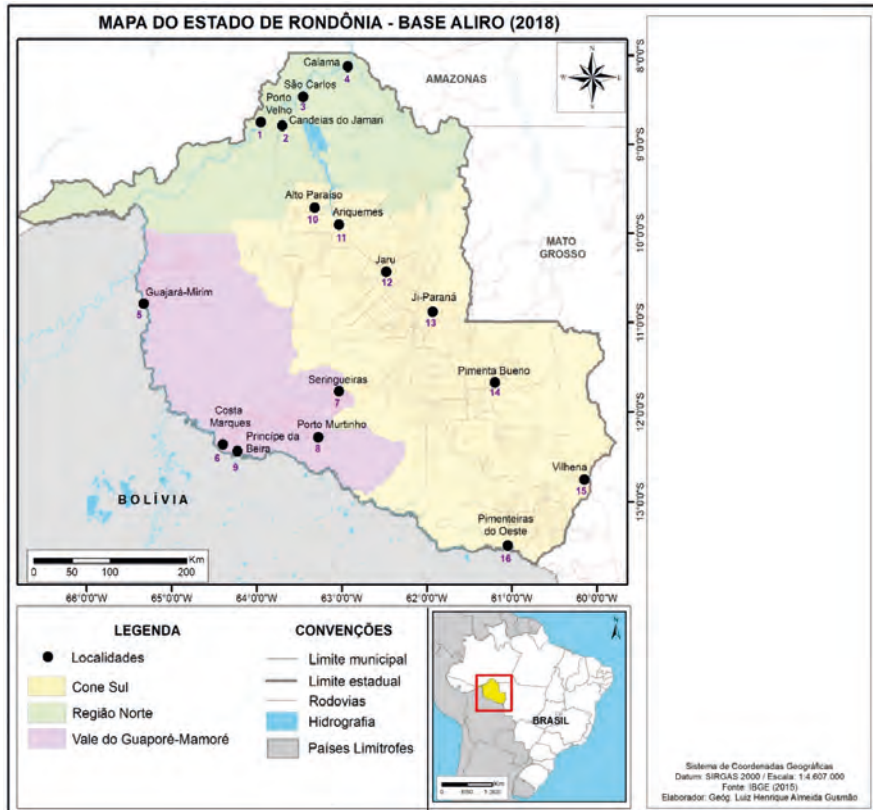 MAPA DO ESTADO DE RONDÔNIA - BASE ALIRO (2018)
N
AMAZONAS
MATO
GROSSO
BOLÍVIA
Calama
4
São Carlos
3
Porto
Velho
1
Candeias do Jamari
2
Alto Paraíso
10
Ariquemes
11
Jaru
12
Ji-Paraná
13
Guajará-Mirim
5
Seringueiras
7
Pimenta Bueno
14
Costa
Marques
6
Príncipe da
Beira
9
Porto Murtinho
8
Vilhena
15
Pimenteiras
do Oeste
16
8°0'0"S
9°0'0"S
10°0'0"S
11°0'0"S
12°0'0"S
13°0'0"S
0 50 100 200
Km
66°0'0"W 65°0'0"W 64°0'0"W 63°0'0"W 62°0'0"W 61°0'0"W 60°0'0"W
LEGENDA
Localidades
Cone Sul
Região Norte
Vale do Guaporé-Mamoré
CONVENÇÕES
Limite municipal
Limite estadual
Rodovias
Hidrografia
Países Limítrofes
N
BRASIL
Km
Sistema de Coordenadas Geográficas
Datum: SIRGAS 2000 / Escala: 1:4.607.000
Fonte: IBGE (2015)
Elaborador: Geóg. Luiz Henrique Almeida Gusmão